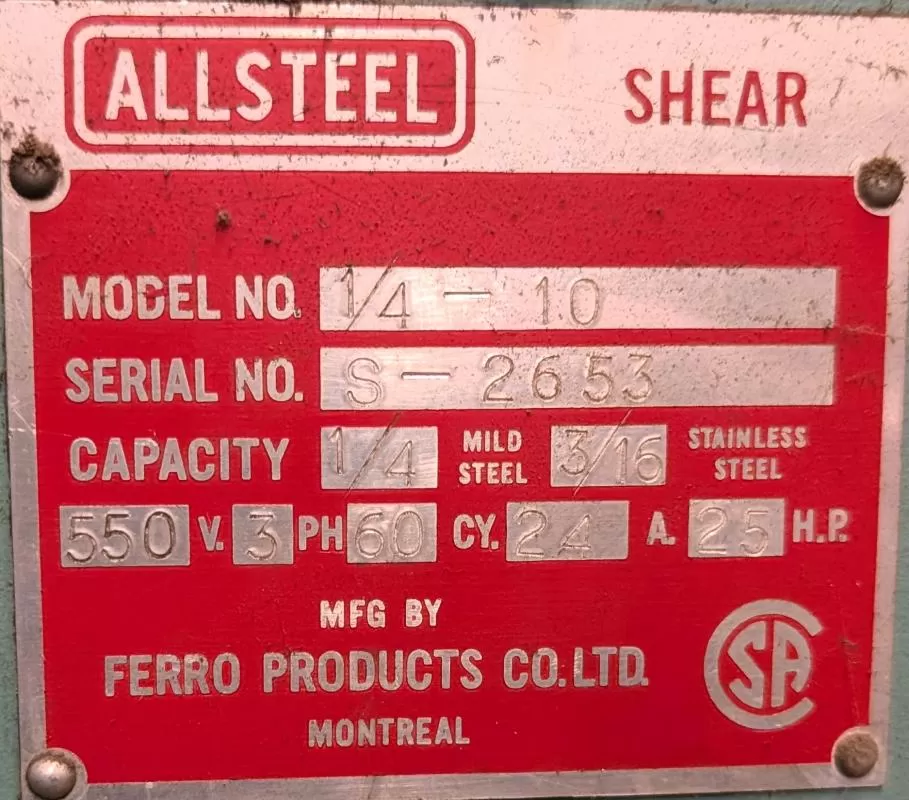 ALLSTEEL SHEAR
MODEL NO. 1/4 - 10
SERIAL NO. S - 2653
CAPACITY 1/4 MILD STEEL 3/16 STAINLESS STEEL
550 V. 3 PH 60 CY. 24 A. 25 H.P.
MFG BY
FERRO PRODUCTS CO. LTD.
MONTREAL
CSA